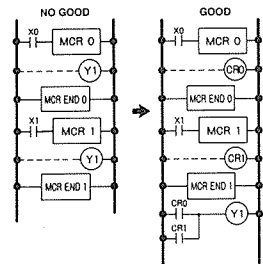 NO GOOD
X0
MCR 0
Y1
MCR END 0
X1
MCR 1
Y1
MCR END 1
GOOD
X0
MCR 0
CR0
MCR END 0
X1
MCR 1
CR1
MCR END 1
CR0
Y1
CR1